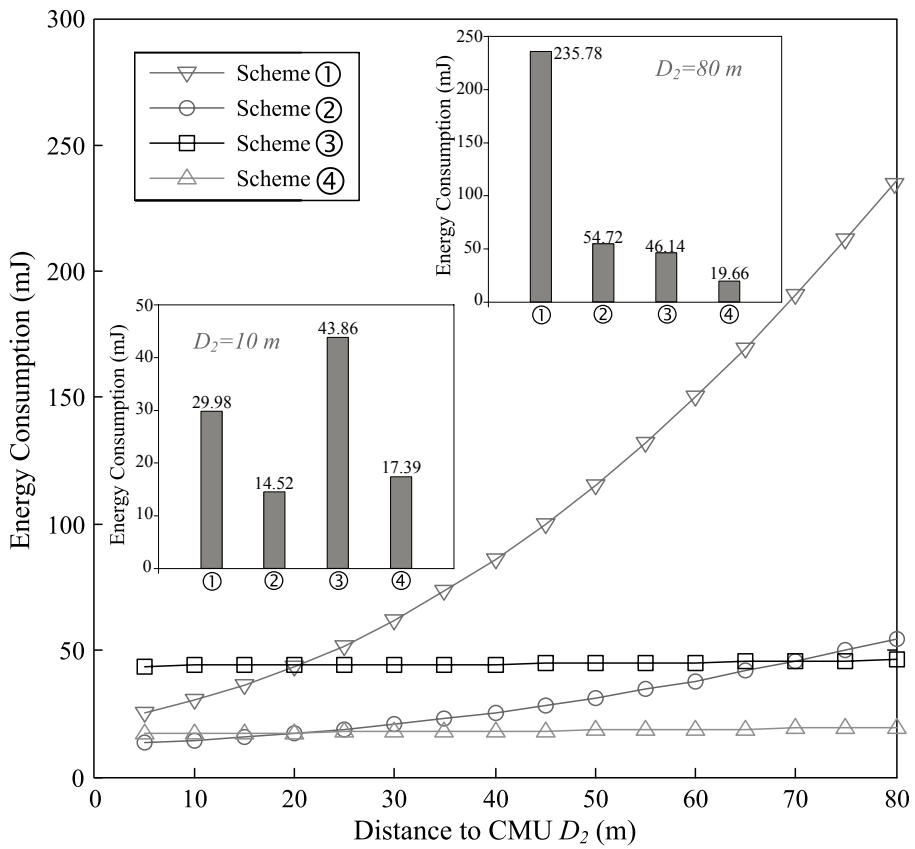 300
250
200
150
100
50
0
Energy Consumption (mJ)
Scheme ①
Scheme ②
Scheme ③
Scheme ④
250
200
150
100
50
0
Energy Consumption (mJ)
D₂=80 m
235.78
54.72
46.14
19.66
① ② ③ ④
50
40
30
20
10
0
Energy Consumption (mJ)
D₂=10 m
29.98
14.52
43.86
17.39
① ② ③ ④
0 10 20 30 40 50 60 70 80
Distance to CMU D₂ (m)